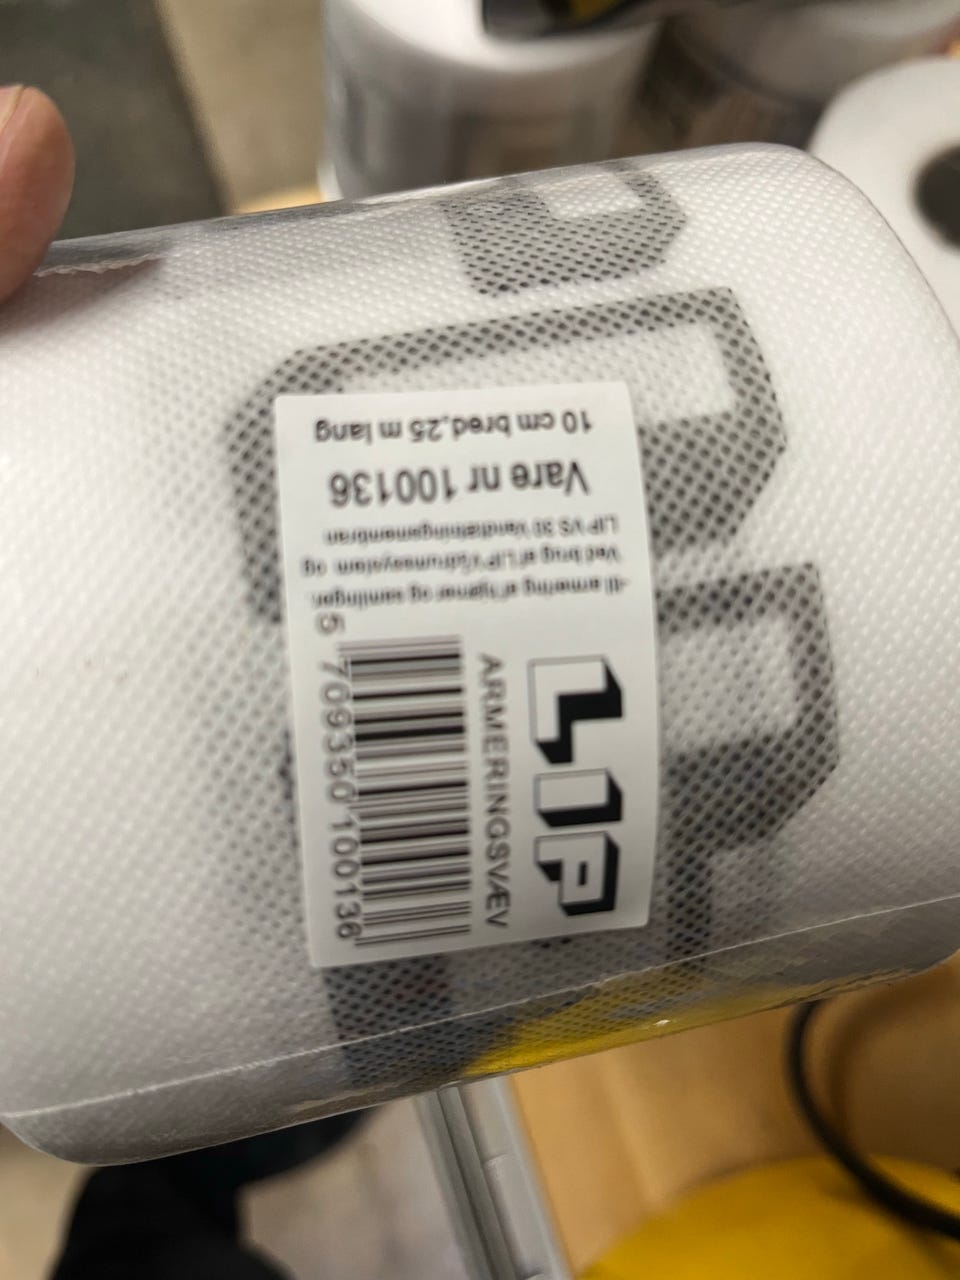 LIP
ARMERINGSVÆV
5 709350 100136
-til armering af hjørner og samlinger.
Ved brug af LIP Vådrumssystem og
LIP VS 30 Vandtætningsmembran
Vare nr 100136
10 cm bred,25 m lang